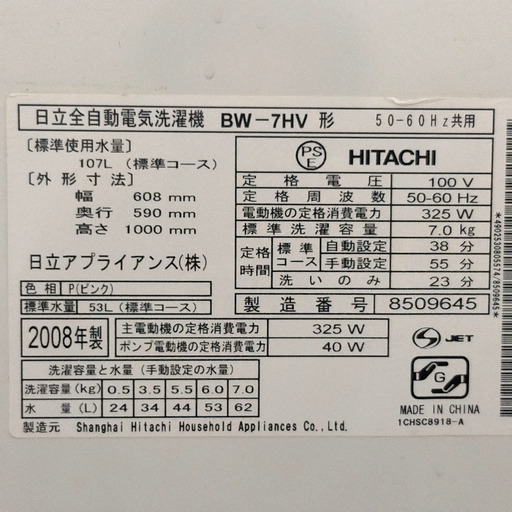 日立全自動電気洗濯機 BW-7HV 形 50-60Hz共用
〔標準使用水量〕
107L (標準コース)
〔外形寸法〕
幅 608 mm
奥行 590 mm
高さ 1000 mm
日立アプライアンス(株)
色相 P(ピンク)
標準水量 53L (標準コース)
PSE HITACHI
定格電圧 100 V
定格周波数 50-60 Hz
電動機の定格消費電力 325 W
標準洗濯容量 7.0 kg
定格時間 標準コース 自動設定 38 分
手動設定 55 分
洗いのみ 23 分
製造番号 8509645
2008年製
主電動機の定格消費電力 325 W
ポンプ電動機の定格消費電力 40 W
S JET
洗濯容量と水量 (手動設定の水量)
洗濯容量(kg) 0.5 3.5 5.5 6.0 7.0
水量(L) 24 34 44 53 62
G
MADE IN CHINA
1CHSC8918-A
製造元 Shanghai Hitachi Household Appliances Co.,Ltd.
*4902530805574/8509645*